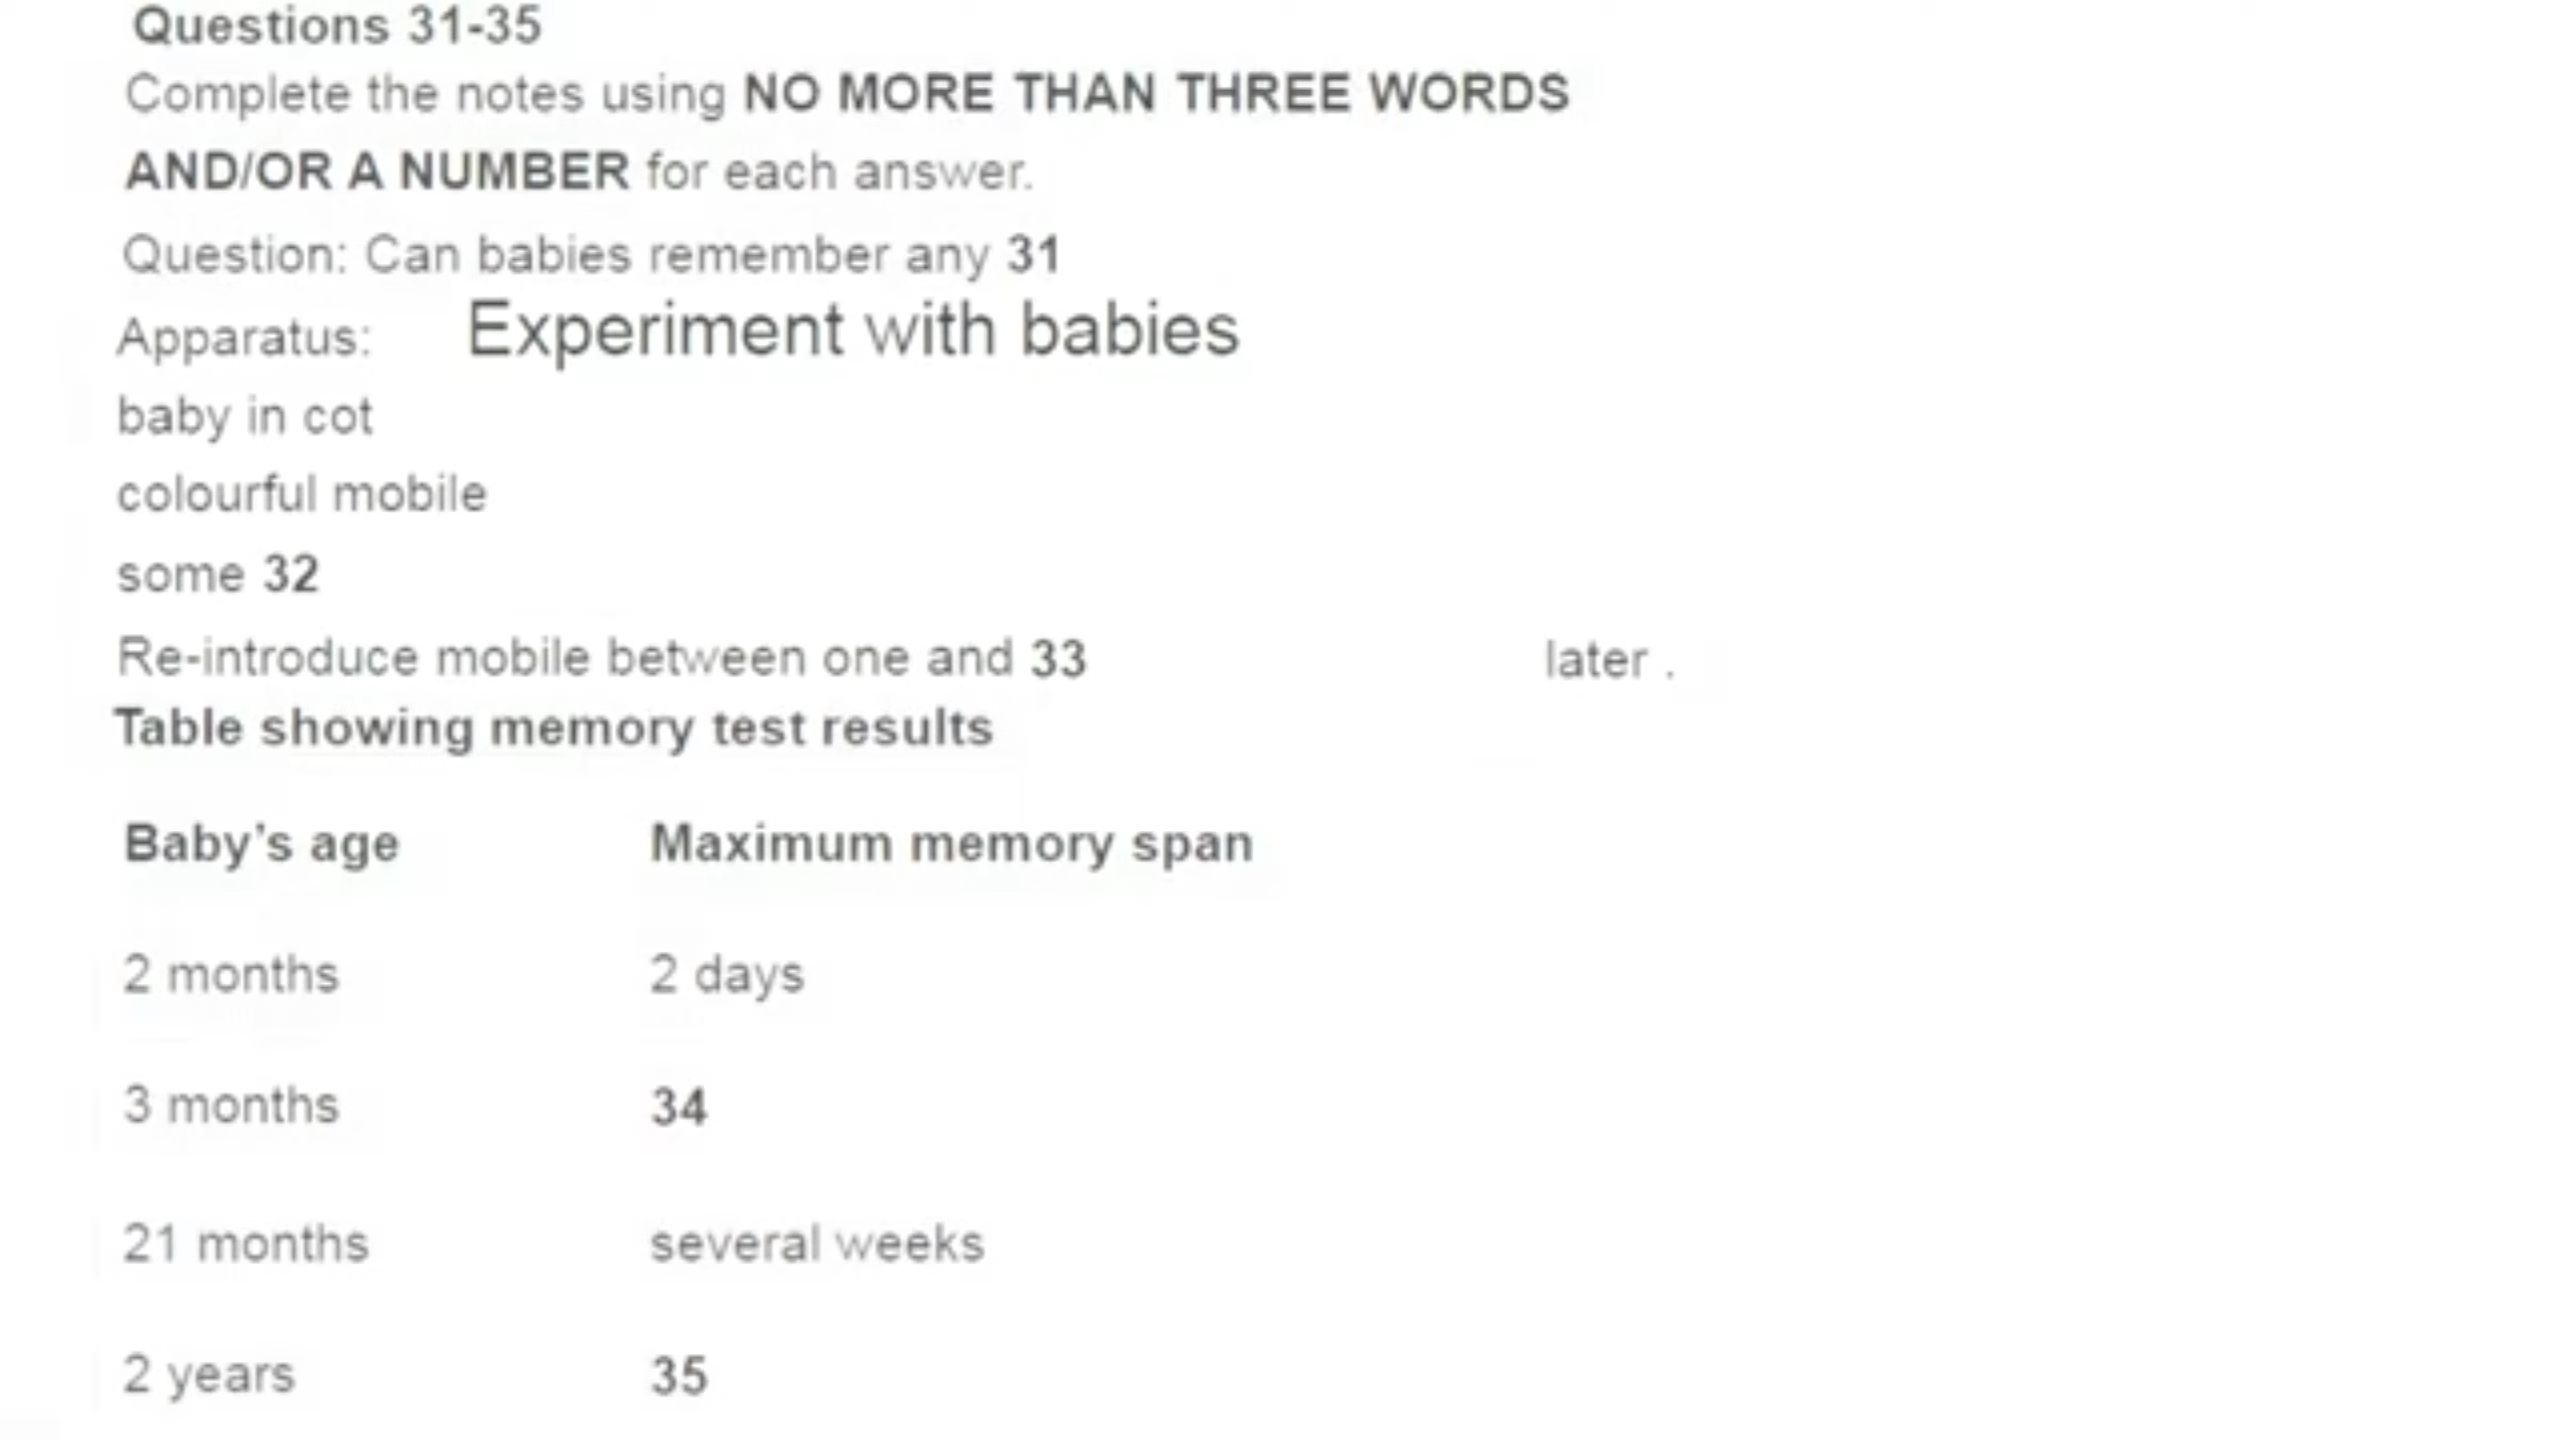 Questions 31-35
Complete the notes using NO MORE THAN THREE WORDS
AND/OR A NUMBER for each answer.
Question: Can babies remember any 31
Apparatus: Experiment with babies
baby in cot
colourful mobile
some 32
Re-introduce mobile between one and 33 later .
Table showing memory test results
Baby's age Maximum memory span
2 months 2 days
3 months 34
21 months several weeks
2 years 35